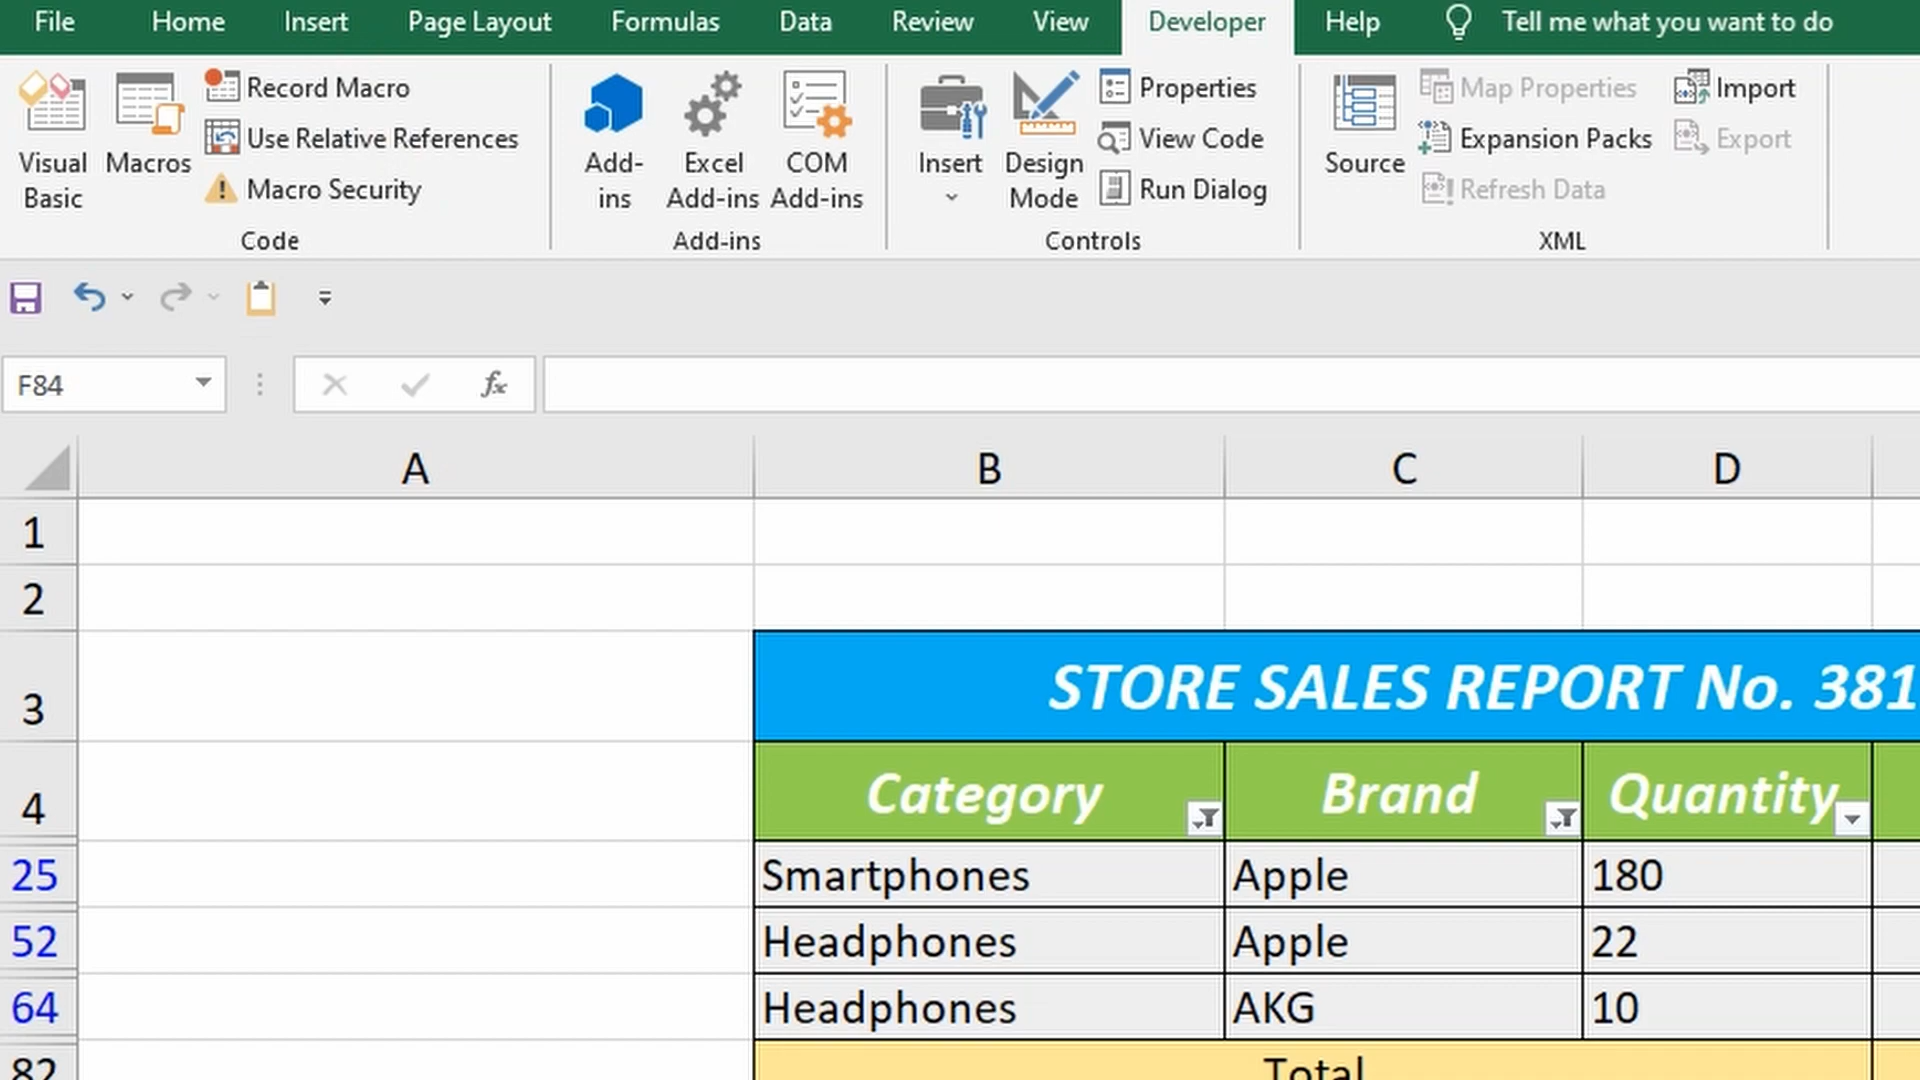 File Home Insert Page Layout Formulas Data Review View Developer Help Tell me what you want to do
Visual Basic
Macros
Record Macro
Use Relative References
Macro Security
Code
Add-ins
Excel Add-ins
COM Add-ins
Add-ins
Insert
Design Mode
Properties
View Code
Run Dialog
Controls
Source
Map Properties
Expansion Packs
Refresh Data
Import
Export
XML
F84
fx
A B C D
1
2
3 STORE SALES REPORT No. 381
4 Category Brand Quantity
25 Smartphones Apple 180
52 Headphones Apple 22
64 Headphones AKG 10
82 Total